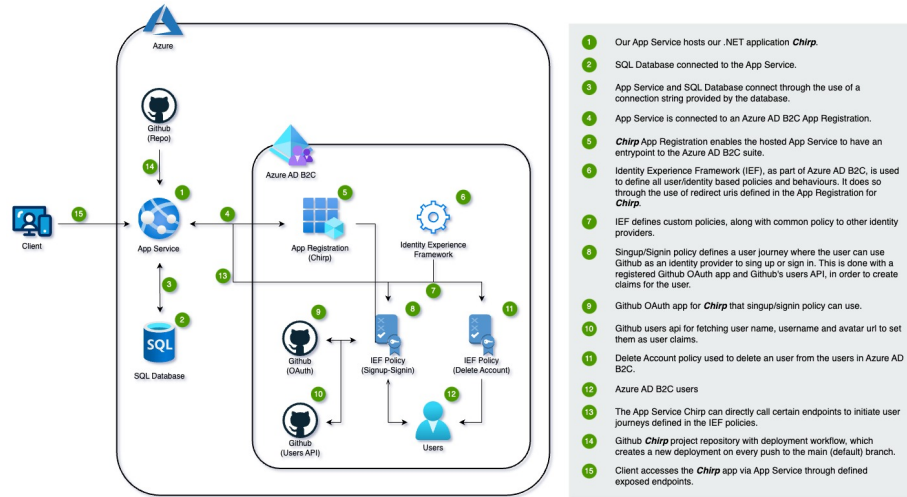 Azure
Github
(Repo)
14
1
App Service
15
Client
3
2
SQL Database
4
13
Azure AD B2C
5
App Registration
(Chirp)
6
Identity Experience
Framework
7
8
IEF Policy
(Signup-Signin)
11
IEF Policy
(Delete Account)
9
Github
(OAuth)
10
Github
(Users API)
12
Users
1 Our App Service hosts our .NET application Chirp.
2 SQL Database connected to the App Service.
3 App Service and SQL Database connect through the use of a
connection string provided by the database.
4 App Service is connected to an Azure AD B2C App Registration.
5 Chirp App Registration enables the hosted App Service to have an
entrypoint to the Azure AD B2C suite.
6 Identity Experience Framework (IEF), as part of Azure AD B2C, is used
to define all user/identity based policies and behaviours. It does so
through the use of redirect uris defined in the App Registration for
Chirp.
7 IEF defines custom policies, along with common policy to other identity
providers.
8 Singup/Signin policy defines a user journey where the user can use
Github as an identity provider to sing up or sign in. This is done with a
registered Github OAuth app and Github's users API, in order to create
claims for the user.
9 Github OAuth app for Chirp that singup/signin policy can use.
10 Github users api for fetching user name, username and avatar url to set
them as user claims.
11 Delete Account policy used to delete an user from the users in Azure AD
B2C.
12 Azure AD B2C users
13 The App Service Chirp can directly call certain endpoints to initiate user
journeys defined in the IEF policies.
14 Github Chirp project repository with deployment workflow, which
creates a new deployment on every push to the main (default) branch.
15 Client accesses the Chirp app via App Service through defined
exposed endpoints.
SQL